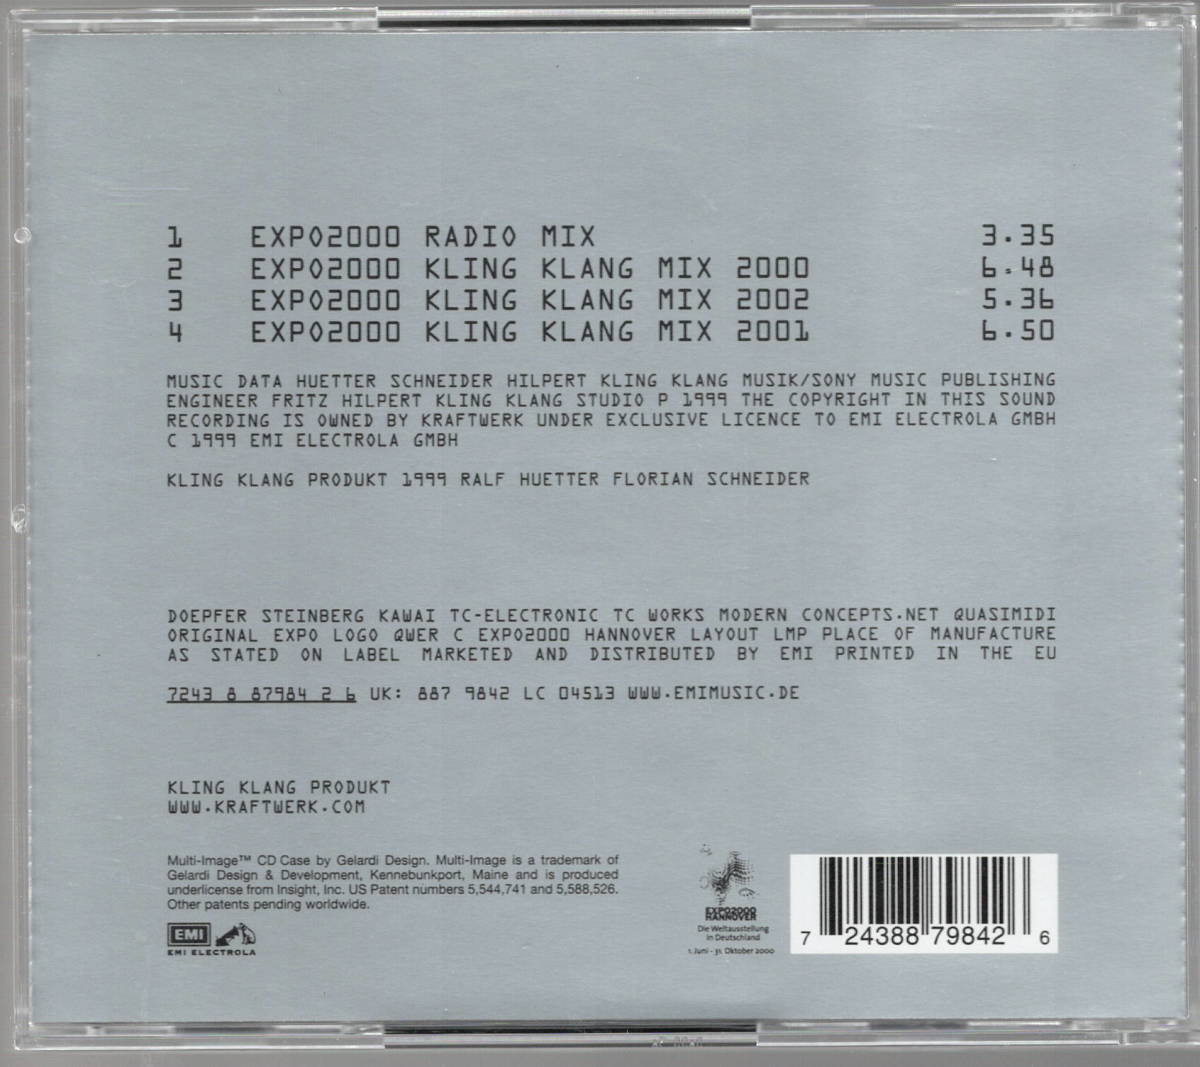 1 EXPO2000 RADIO MIX 3.35
2 EXPO2000 KLING KLANG MIX 2000 6.48
3 EXPO2000 KLING KLANG MIX 2002 5.36
4 EXPO2000 KLING KLANG MIX 2001 6.50
MUSIC DATA HUETTER SCHNEIDER HILPERT KLING KLANG MUSIK/SONY MUSIC PUBLISHING
ENGINEER FRITZ HILPERT KLING KLANG STUDIO P 1999 THE COPYRIGHT IN THIS SOUND
RECORDING IS OWNED BY KRAFTWERK UNDER EXCLUSIVE LICENCE TO EMI ELECTROLA GMBH
C 1999 EMI ELECTROLA GMBH
KLING KLANG PRODUKT 1999 RALF HUETTER FLORIAN SCHNEIDER
DOEPFER STEINBERG KAWAI TC-ELECTRONIC TC WORKS MODERN CONCEPTS.NET QUASIMIDI
ORIGINAL EXPO LOGO QWER C EXPO2000 HANNOVER LAYOUT LMP PLACE OF MANUFACTURE
AS STATED ON LABEL MARKETED AND DISTRIBUTED BY EMI PRINTED IN THE EU
7243 8 87984 2 6 UK: 887 9842 LC 04513 WWW.EMIMUSIC.DE
KLING KLANG PRODUKT
WWW.KRAFTWERK.COM
Multi-Image™ CD Case by Gelardi Design. Multi-Image is a trademark of
Gelardi Design & Development, Kennebunkport, Maine and is produced
underlicense from Insight, Inc. US Patent numbers 5,544,741 and 5,588,526.
Other patents pending worldwide.
EMI
EMI ELECTROLA
EXPO2000
HANNOVER
Die Weltausstellung
in Deutschland
1. Juni - 31. Oktober 2000
7 24388 79842 6